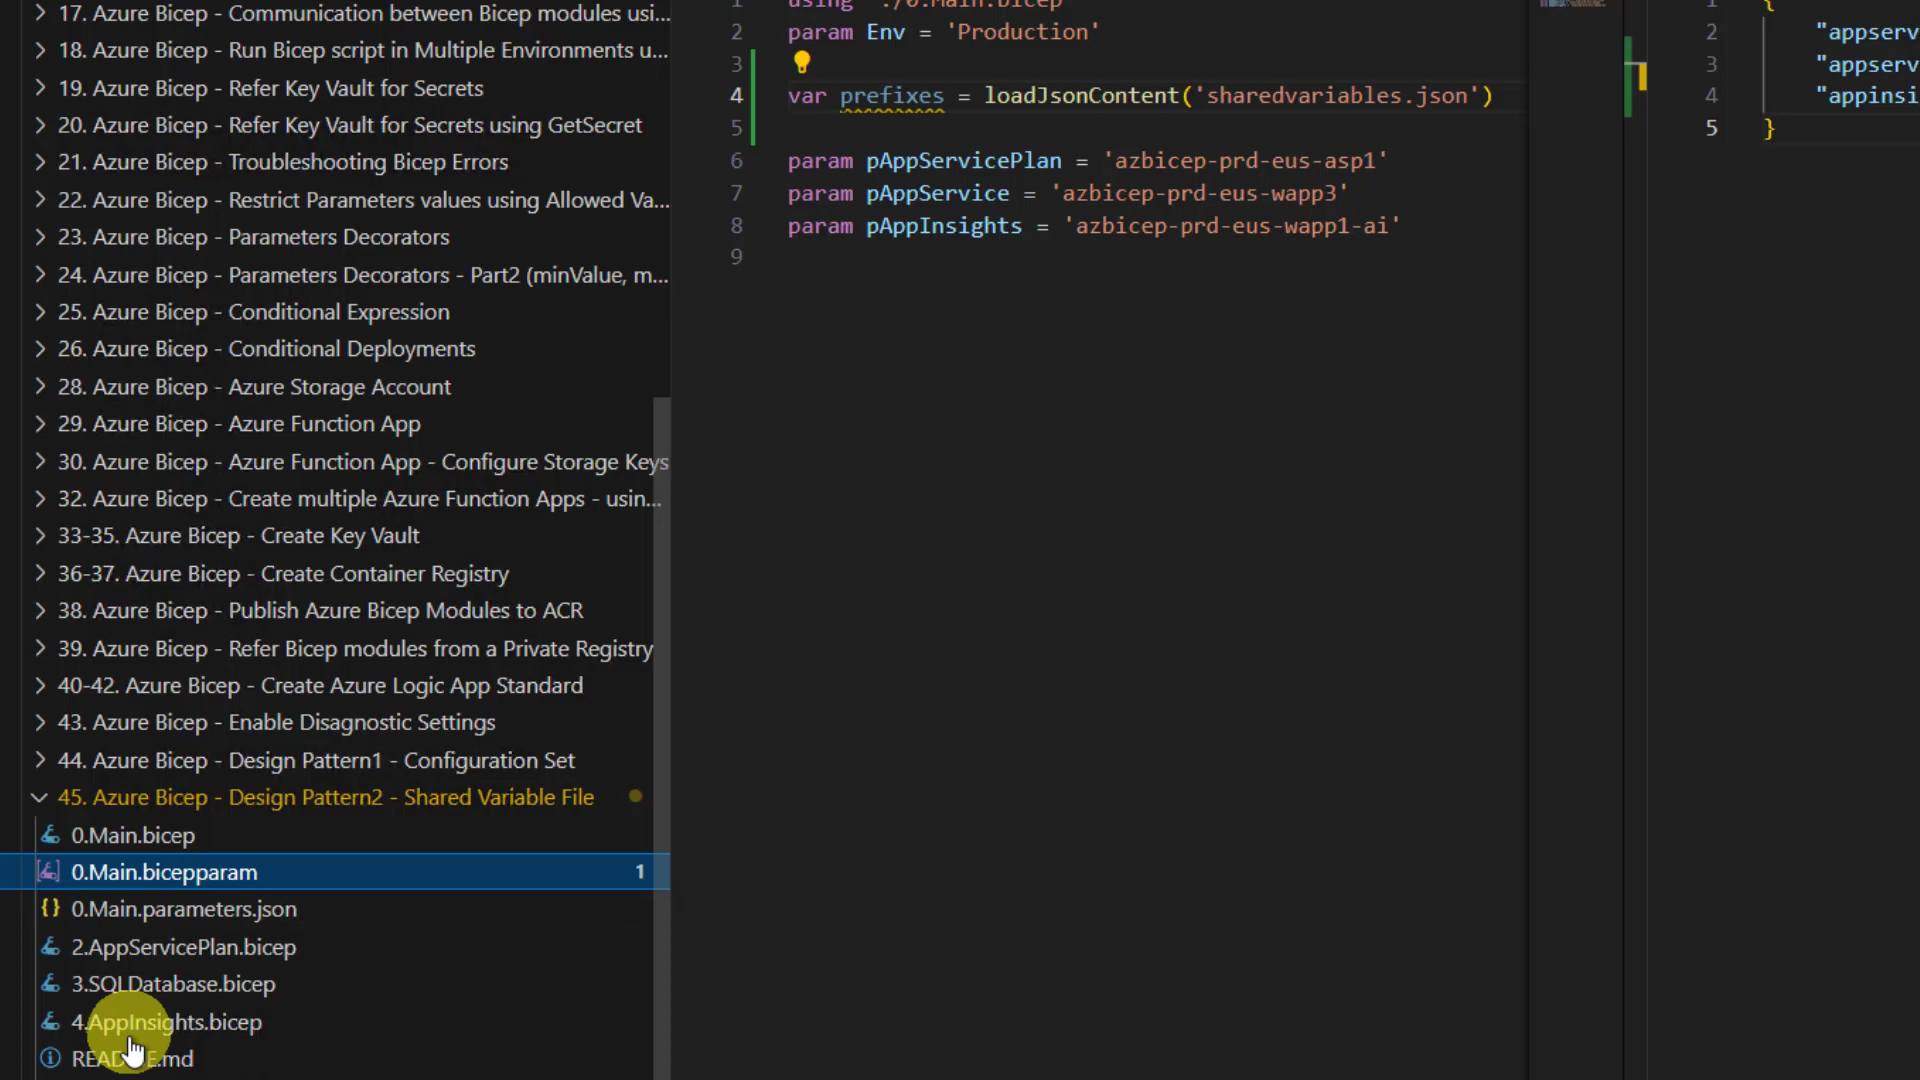 17. Azure Bicep - Communication between Bicep modules usi...
18. Azure Bicep - Run Bicep script in Multiple Environments u...
19. Azure Bicep - Refer Key Vault for Secrets
20. Azure Bicep - Refer Key Vault for Secrets using GetSecret
21. Azure Bicep - Troubleshooting Bicep Errors
22. Azure Bicep - Restrict Parameters values using Allowed Va...
23. Azure Bicep - Parameters Decorators
24. Azure Bicep - Parameters Decorators - Part2 (minValue, m...
25. Azure Bicep - Conditional Expression
26. Azure Bicep - Conditional Deployments
28. Azure Bicep - Azure Storage Account
29. Azure Bicep - Azure Function App
30. Azure Bicep - Azure Function App - Configure Storage Keys
32. Azure Bicep - Create multiple Azure Function Apps - usin...
33-35. Azure Bicep - Create Key Vault
36-37. Azure Bicep - Create Container Registry
38. Azure Bicep - Publish Azure Bicep Modules to ACR
39. Azure Bicep - Refer Bicep modules from a Private Registry
40-42. Azure Bicep - Create Azure Logic App Standard
43. Azure Bicep - Enable Disagnostic Settings
44. Azure Bicep - Design Pattern1 - Configuration Set
45. Azure Bicep - Design Pattern2 - Shared Variable File
0.Main.bicep
0.Main.bicepparam 1
{} 0.Main.parameters.json
2.AppServicePlan.bicep
3.SQLDatabase.bicep
4.AppInsights.bicep
README.md
1 using './0.Main.bicep'
2 param Env = 'Production'
3
4 var prefixes = loadJsonContent('sharedvariables.json')
5
6 param pAppServicePlan = 'azbicep-prd-eus-asp1'
7 param pAppService = 'azbicep-prd-eus-wapp3'
8 param pAppInsights = 'azbicep-prd-eus-wapp1-ai'
9
1 {
2 "appserv
3 "appserv
4 "appinsi
5 }